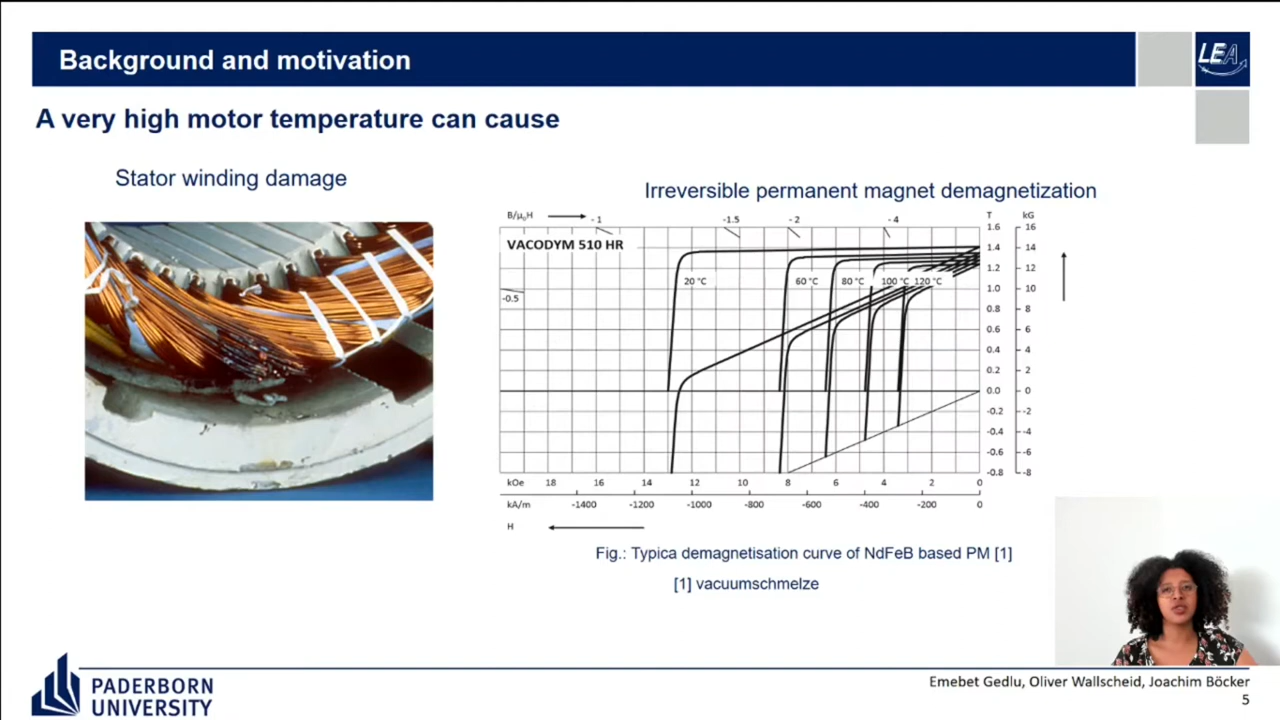 Background and motivation
LEA
A very high motor temperature can cause
Stator winding damage
Irreversible permanent magnet demagnetization
B/µ₀H
- 1
-1.5
- 2
- 4
T
kG
VACODYM 510 HR
20 °C
60 °C
80 °C
100 °C
120 °C
-0.5
1.6
16
1.4
14
1.2
12
1.0
10
0.8
8
0.6
6
0.4
4
0.2
2
0.0
0
-0.2
-2
-0.4
-4
-0.6
-6
-0.8
-8
kOe 18 16 14 12 10 8 6 4 2 0
kA/m -1400 -1200 -1000 -800 -600 -400 -200 0
H
Fig.: Typica demagnetisation curve of NdFeB based PM [1]
[1] vacuumschmelze
PADERBORN
UNIVERSITY
Emebet Gedlu, Oliver Wallscheid, Joachim Böcker
5